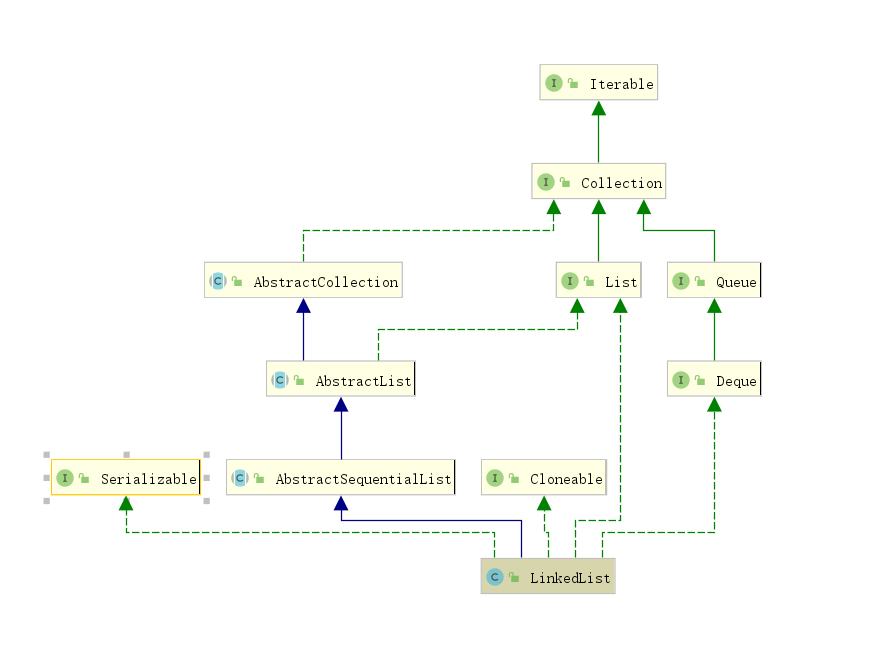 I Iterable
I Collection
C AbstractCollection
I List
I Queue
C AbstractList
I Deque
I Serializable
C AbstractSequentialList
I Cloneable
C LinkedList